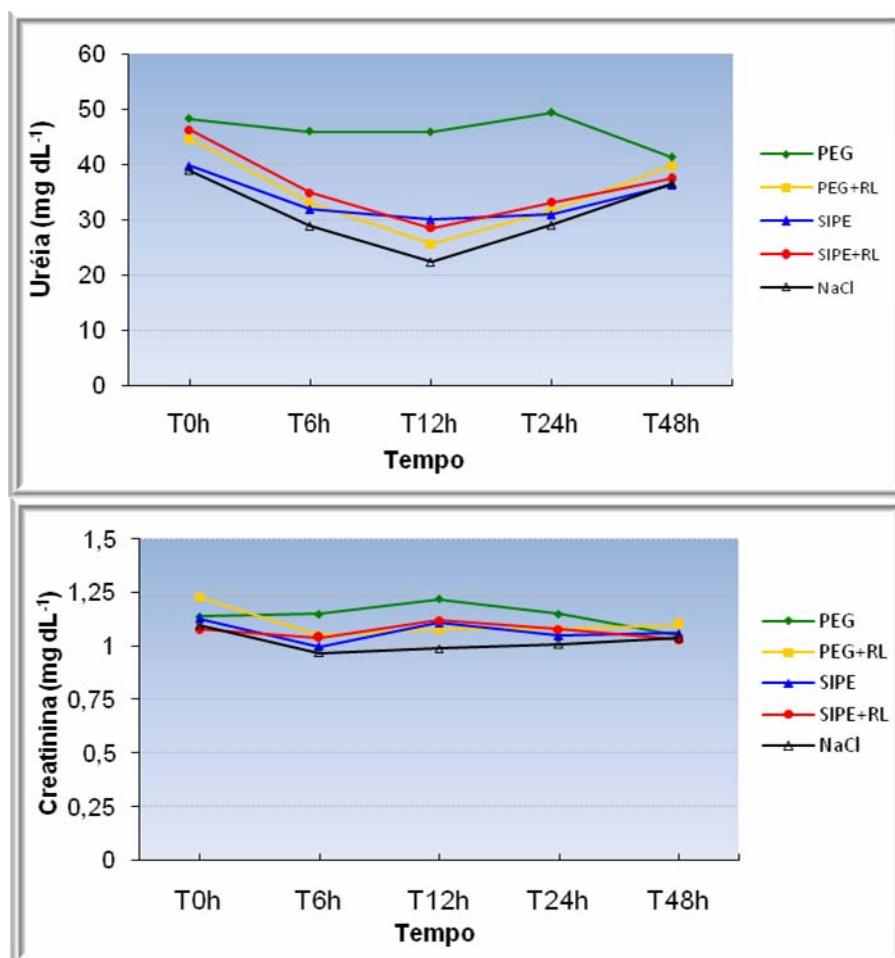 60
50
40
30
20
10
0
Uréia (mg dL-1)
T0h T6h T12h T24h T48h
Tempo
PEG
PEG+RL
SIPE
SIPE+RL
NaCl
1,5
1,25
1
0,75
0,5
0,25
0
Creatinina (mg dL-1)
T0h T6h T12h T24h T48h
Tempo
PEG
PEG+RL
SIPE
SIPE+RL
NaCl